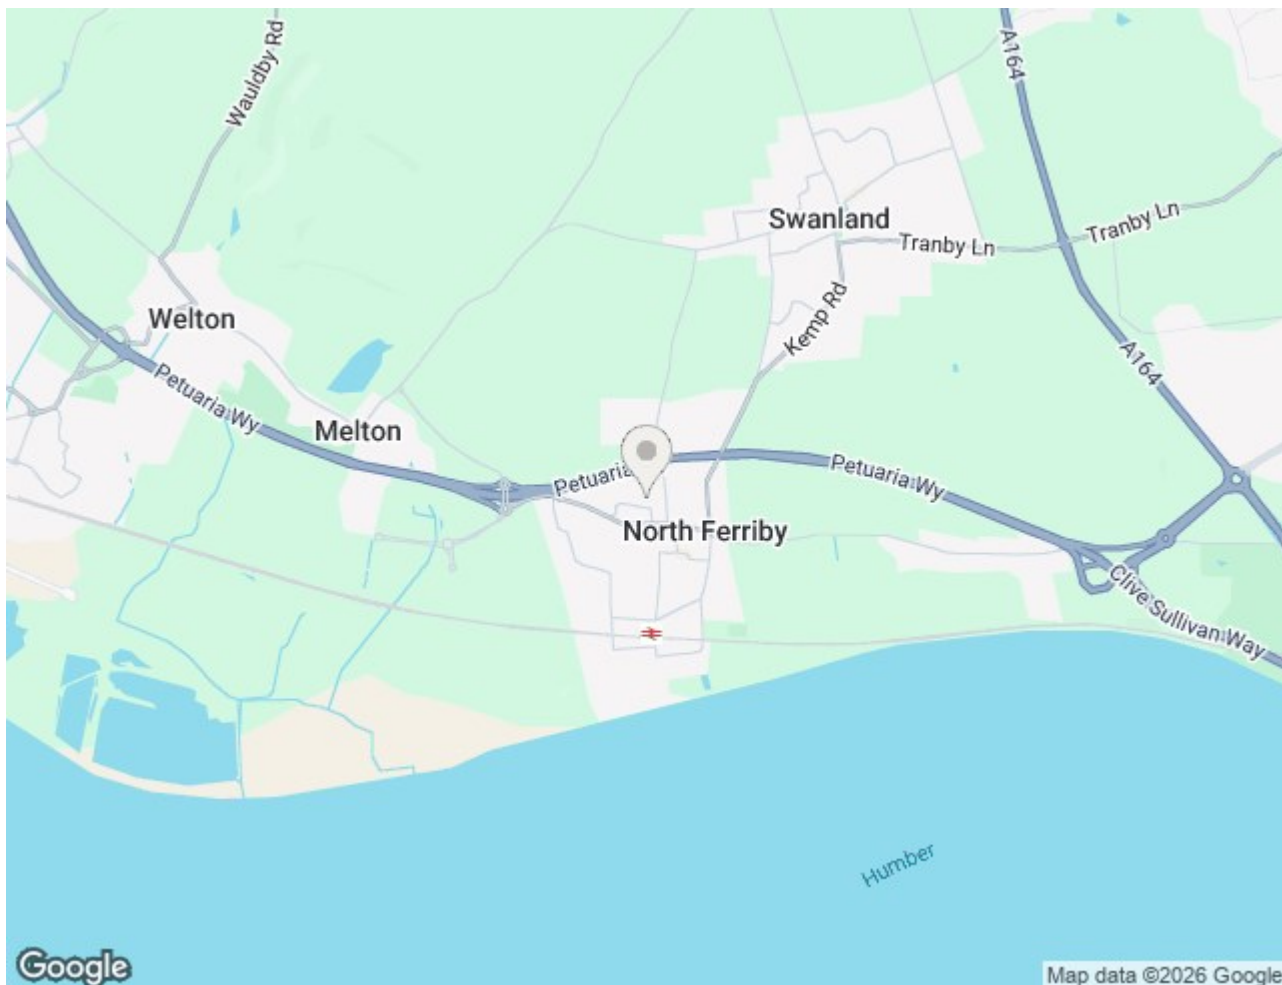 Wauldby Rd
A164
Swanland
Tranby Ln
Tranby Ln
Welton
Kemp Rd
A164
Petuaria Wy
Melton
Petuaria
Petuaria Wy
North Ferriby
Clive Sullivan Way
Humber
Google
Map data ©2026 Google